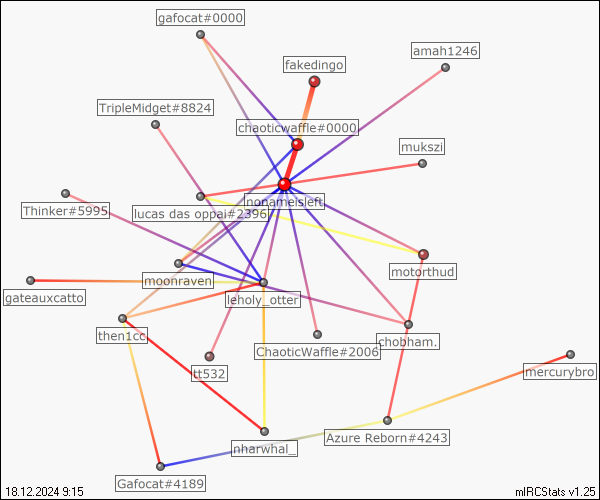 gafocat#0000
amah1246
fakedingo
TripleMidget#8824
chaoticwaffle#0000
mukszi
nonameisleft
Thinker#5995
lucas das oppai#2396
motorthud
moonraven
gateauxcatto
leholy_otter
then1cc
ChaoticWaffle#2006
chobham.
tt532
mercurybro
nharwhal_
Azure Reborn#4243
Gafocat#4189
18.12.2024 9:15
mIRCStats v1.25